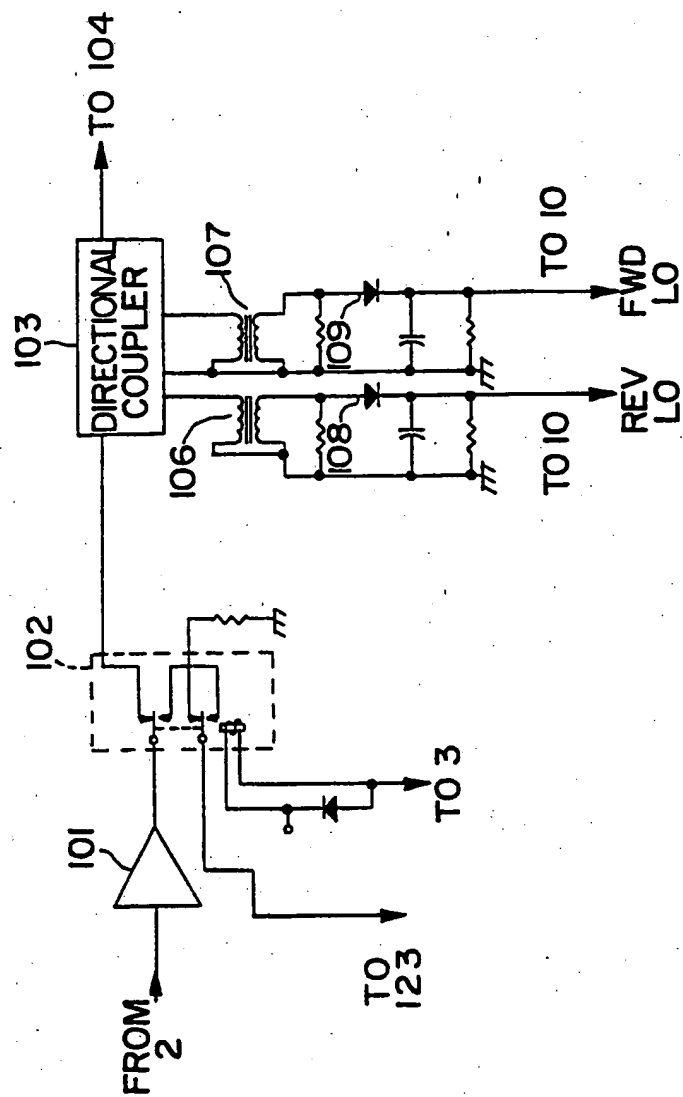 TO 104
103
DIRECTIONAL
COUPLER
107
106
109
108
TO 10
FWD
LO
TO 10
REV
LO
102
101
FROM
2
TO 3
TO
123